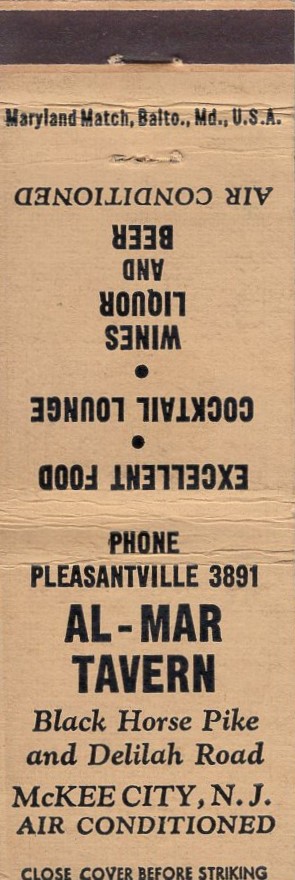 Maryland Match, Balto., Md., U.S.A.
EXCELLENT FOOD
•
COCKTAIL LOUNGE
•
WINES
LIQUOR
AND
BEER
AIR CONDITIONED
PHONE
PLEASANTVILLE 3891
AL-MAR
TAVERN
Black Horse Pike
and Delilah Road
McKEE CITY, N. J.
AIR CONDITIONED
CLOSE COVER BEFORE STRIKING